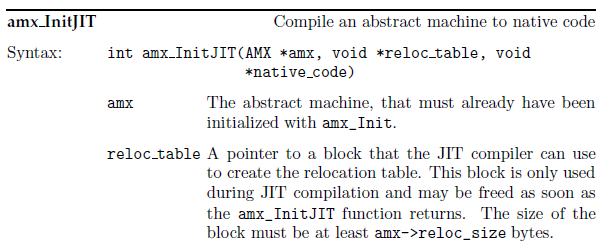 amx_InitJIT Compile an abstract machine to native code
Syntax: int amx_InitJIT(AMX *amx, void *reloc_table, void
*native_code)
amx The abstract machine, that must already have been
initialized with amx_Init.
reloc_table A pointer to a block that the JIT compiler can use
to create the relocation table. This block is only used
during JIT compilation and may be freed as soon as
the amx_InitJIT function returns. The size of the
block must be at least amx->reloc_size bytes.